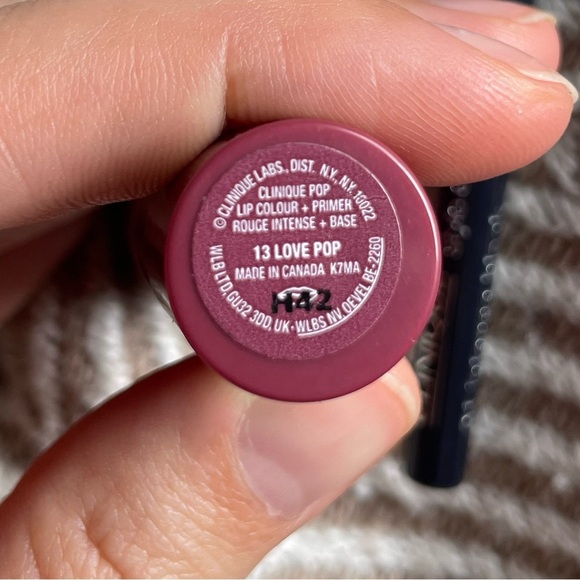 ©CLINIQUE LABS., DIST. N.Y., N.Y. 10022
CLINIQUE POP
LIP COLOUR + PRIMER
ROUGE INTENSE + BASE
13 LOVE POP
MADE IN CANADA K7MA
H42
WLB LTD, GU32 3DD, UK · WLBS NV, OEVEL BE-2260